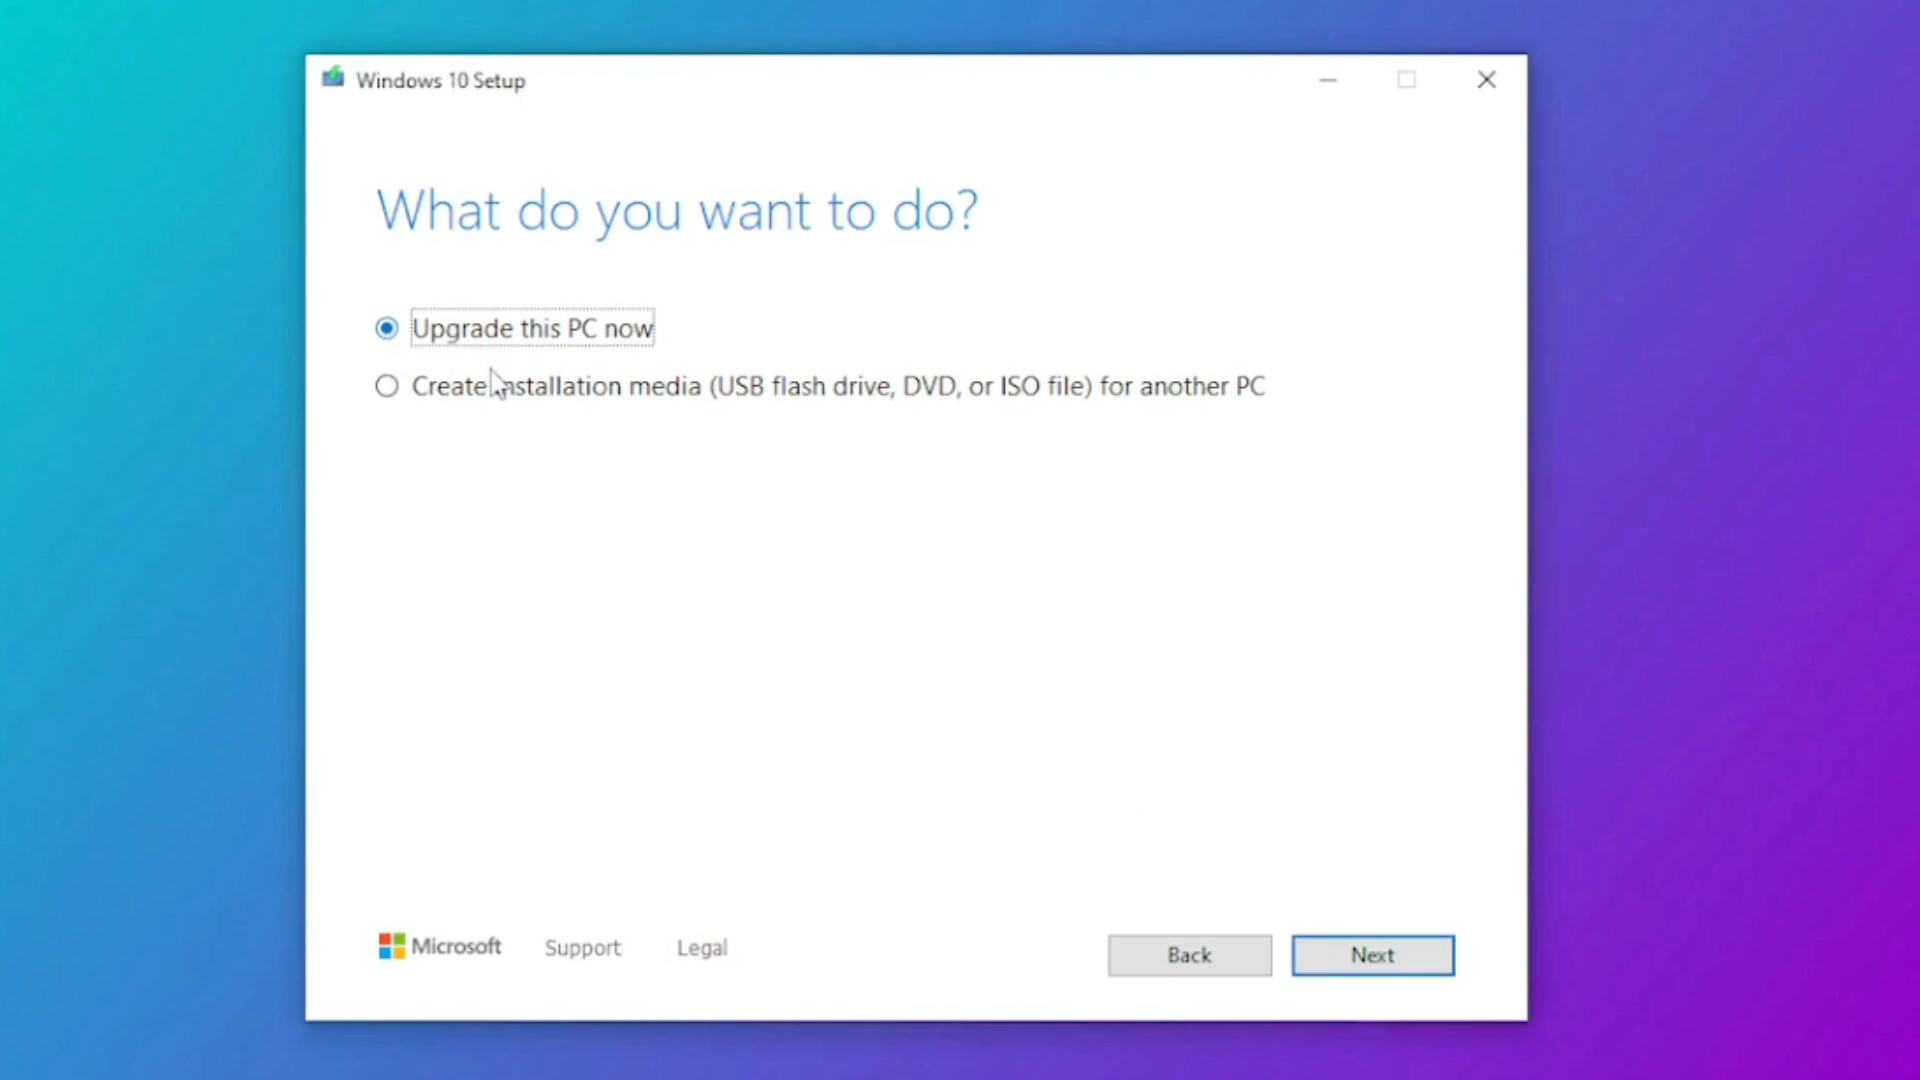 Windows 10 Setup
What do you want to do?
Upgrade this PC now
Create installation media (USB flash drive, DVD, or ISO file) for another PC
Microsoft Support Legal Back Next